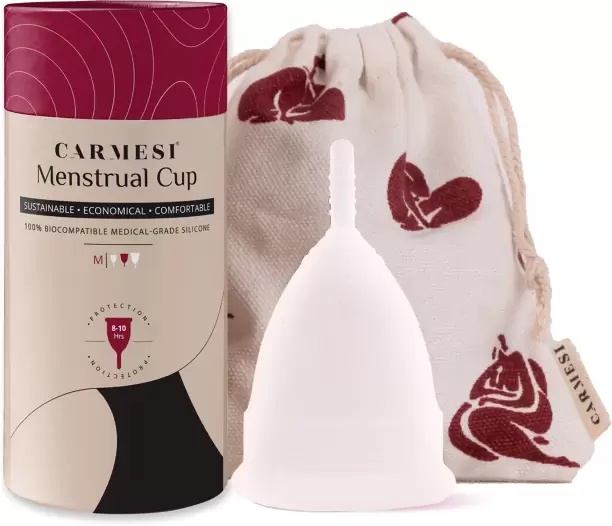 CARMESI®
Menstrual Cup
SUSTAINABLE • ECONOMICAL • COMFORTABLE
100% BIOCOMPATIBLE MEDICAL-GRADE SILICONE
M
PROTECTION
8-10
Hrs
PROTECTION
CARMESI